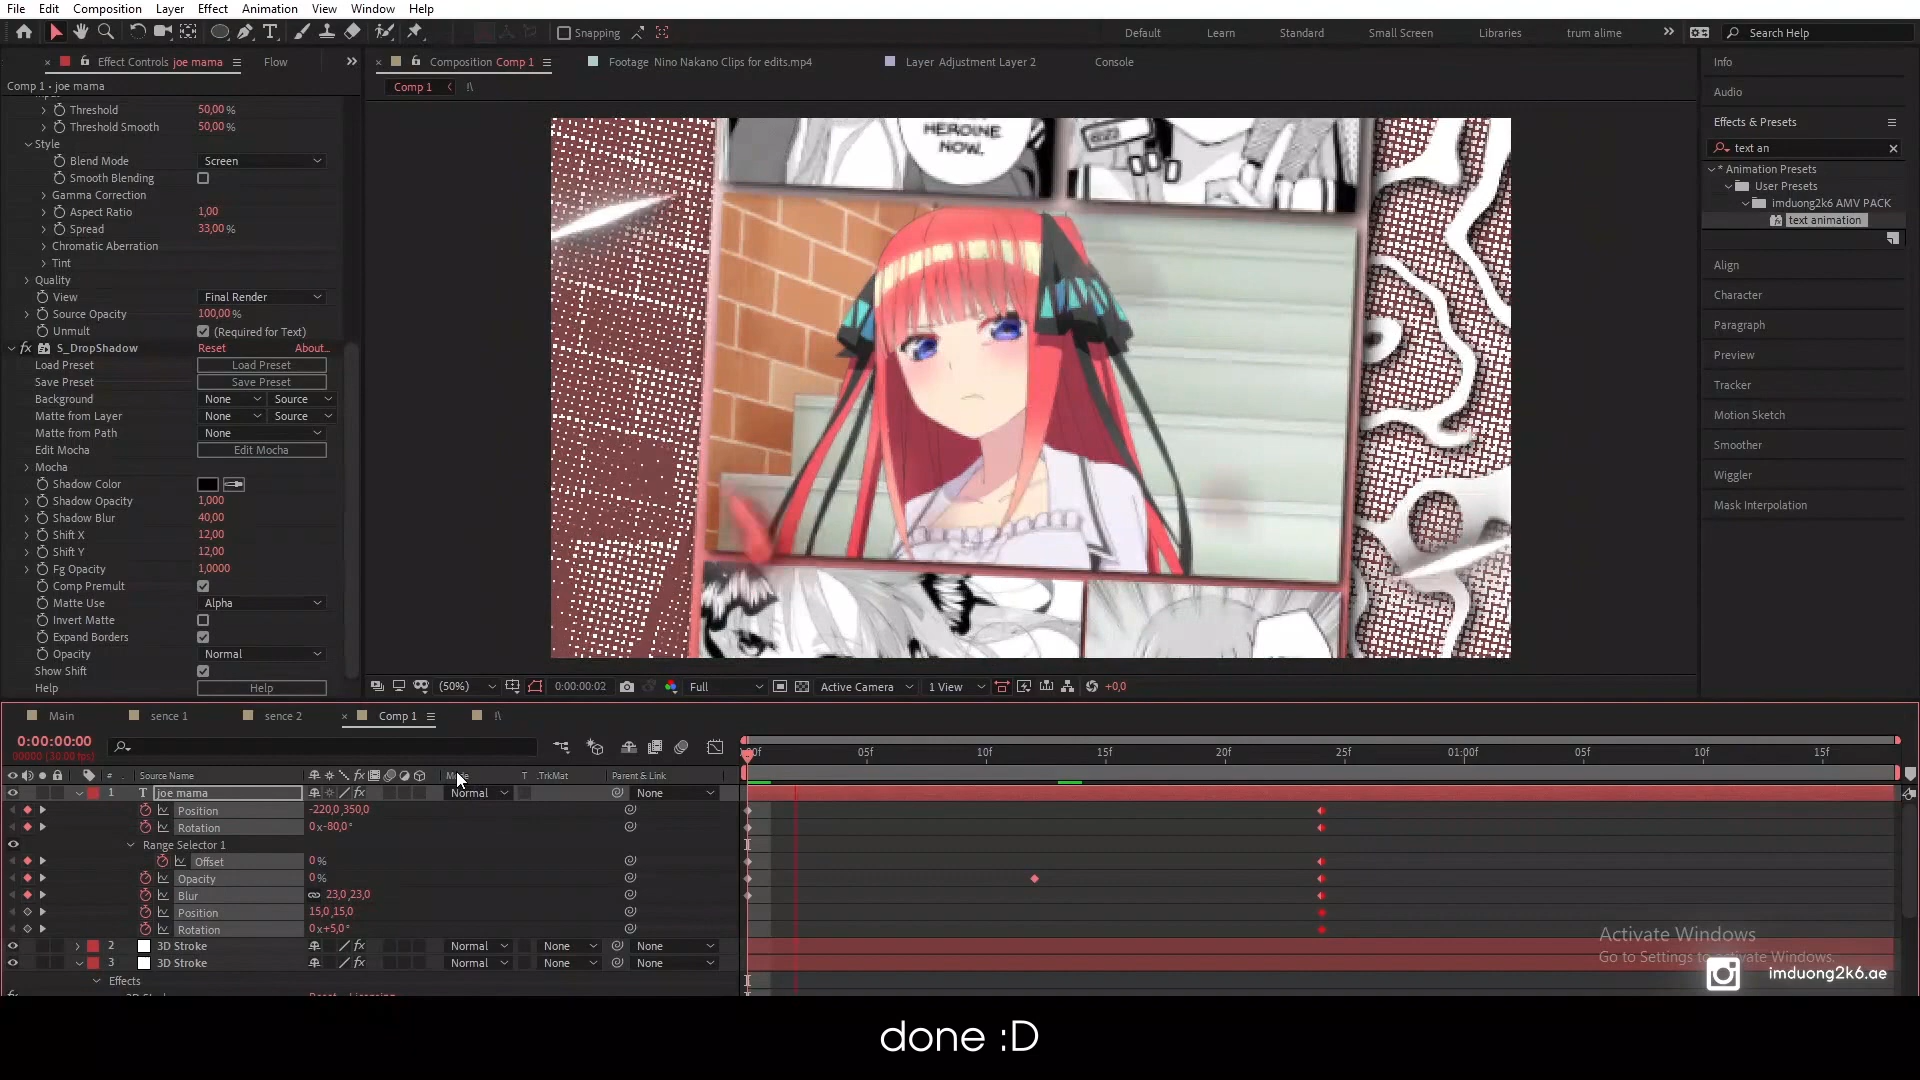 File Edit Composition Layer Effect Animation View Window Help
Snapping
Default Learn Standard Small Screen Libraries trum alime
Search Help
Effect Controls joe mama
Flow
Composition Comp 1
Footage Nino Nakano Clips for edits.mp4
Layer Adjustment Layer 2
Console
Comp 1 • joe mama
Comp 1
!\
Threshold 50,00 %
Threshold Smooth 50,00 %
Style
Blend Mode Screen
Smooth Blending
Gamma Correction
Aspect Ratio 1,00
Spread 33,00 %
Chromatic Aberration
Tint
Quality
View Final Render
Source Opacity 100,00 %
Unmult (Required for Text)
fx S_DropShadow Reset About...
Load Preset Load Preset
Save Preset Save Preset
Background None Source
Matte from Layer None Source
Matte from Path None
Edit Mocha Edit Mocha
Mocha
Shadow Color
Shadow Opacity 1,000
Shadow Blur 40,00
Shift X 12,00
Shift Y 12,00
Fg Opacity 1,0000
Comp Premult
Matte Use Alpha
Invert Matte
Expand Borders
Opacity Normal
Show Shift
Help Help
HEROINE
NOW.
(50%) 0:00:00:02 Full Active Camera 1 View +0,0
Info
Audio
Effects & Presets
text an
* Animation Presets
User Presets
imduong2k6 AMV PACK
text animation
Align
Character
Paragraph
Preview
Tracker
Motion Sketch
Smoother
Wiggler
Mask Interpolation
Main sence 1 sence 2 Comp 1 !\
0:00:00:00
00000 (30.00 fps)
05f 10f 15f 20f 25f 01:00f 05f 10f 15f
# Source Name fx T .TrkMat Parent & Link
1 T joe mama fx Normal None
Position -220,0,350,0
Rotation 0x-80,0°
Range Selector 1
Offset 0 %
Opacity 0 %
Blur 23,0,23,0
Position 15,0,15,0
Rotation 0x+5,0°
2 3D Stroke fx Normal None None
3 3D Stroke fx Normal None None
Effects
Activate Windows
Go to Settings to activate Windows.
imduong2k6.ae
done :D